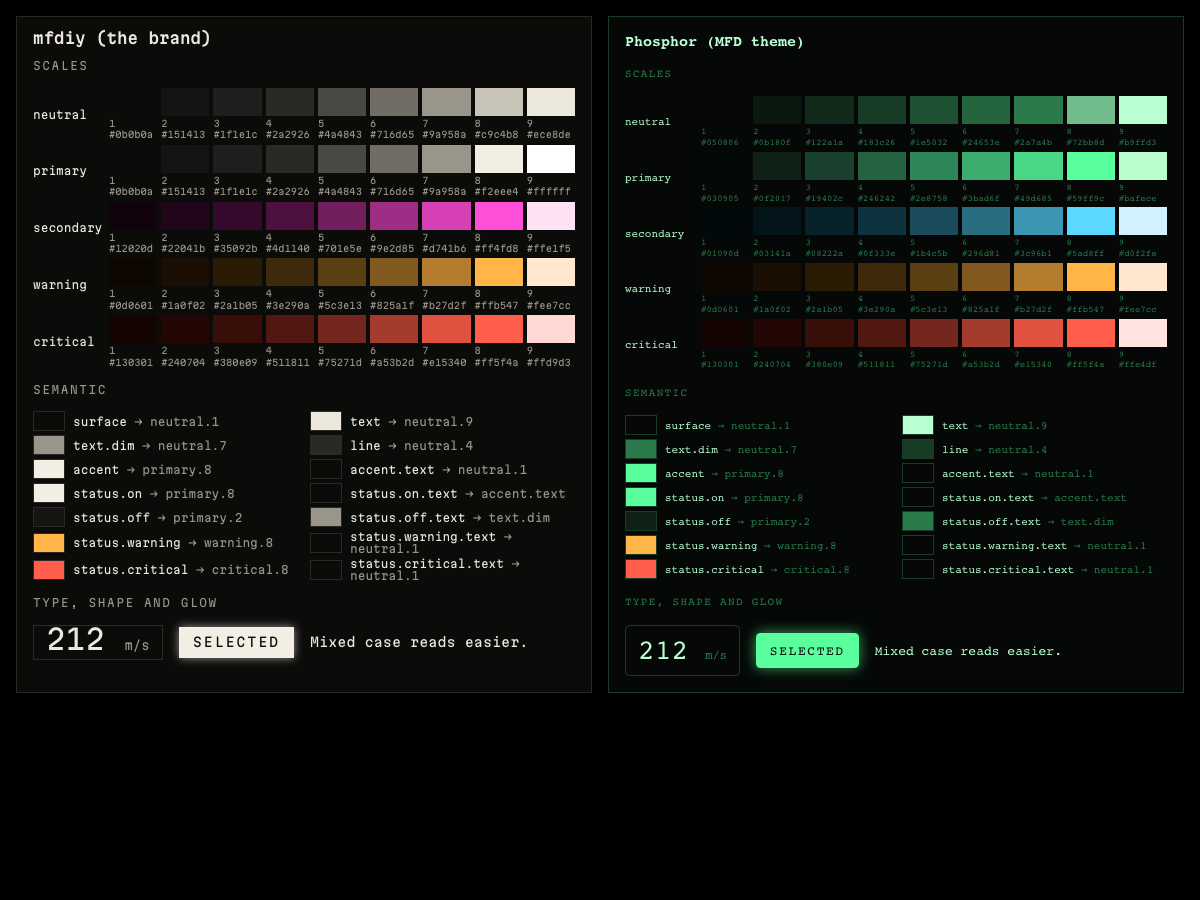 mfdiy (the brand)
SCALES
neutral
1 2 3 4 5 6 7 8 9
#0b0b0a #151413 #1f1e1c #2a2926 #4a4843 #716d65 #9a958a #c9c4b8 #ece8de
primary
1 2 3 4 5 6 7 8 9
#0b0b0a #151413 #1f1e1c #2a2926 #4a4843 #716d65 #9a958a #f2eee4 #ffffff
secondary
1 2 3 4 5 6 7 8 9
#12020d #22041b #35092b #4d1140 #701e5e #9e2d85 #d741b6 #ff4fd8 #ffe1f5
warning
1 2 3 4 5 6 7 8 9
#0d0601 #1a0f02 #2a1b05 #3e290a #5c3e13 #825a1f #b27d2f #ffb547 #fee7cc
critical
1 2 3 4 5 6 7 8 9
#130301 #240704 #380e09 #511811 #75271d #a53b2d #e15340 #ff5f4a #ffd9d3
SEMANTIC
surface → neutral.1
text → neutral.9
text.dim → neutral.7
line → neutral.4
accent → primary.8
accent.text → neutral.1
status.on → primary.8
status.on.text → accent.text
status.off → primary.2
status.off.text → text.dim
status.warning → warning.8
status.warning.text →
neutral.1
status.critical → critical.8
status.critical.text →
neutral.1
TYPE, SHAPE AND GLOW
212 m/s SELECTED Mixed case reads easier.
Phosphor (MFD theme)
SCALES
neutral
1 2 3 4 5 6 7 8 9
#050806 #0b180f #122a1a #183c26 #1e5032 #24653e #2a7a4b #72bb8d #b9ffd3
primary
1 2 3 4 5 6 7 8 9
#030905 #0f2017 #19402c #246242 #2e8758 #3bad6f #49d685 #59ff9c #bafece
secondary
1 2 3 4 5 6 7 8 9
#01090d #03141a #08222a #0f333e #1b4c5b #296d81 #3c96b1 #5ad8ff #d0f2fe
warning
1 2 3 4 5 6 7 8 9
#0d0601 #1a0f02 #2a1b05 #3e290a #5c3e13 #825a1f #b27d2f #ffb547 #fee7cc
critical
1 2 3 4 5 6 7 8 9
#130301 #240704 #380e09 #511811 #75271d #a53b2d #e15340 #ff5f4a #ffe4df
SEMANTIC
surface → neutral.1
text → neutral.9
text.dim → neutral.7
line → neutral.4
accent → primary.8
accent.text → neutral.1
status.on → primary.8
status.on.text → accent.text
status.off → primary.2
status.off.text → text.dim
status.warning → warning.8
status.warning.text → neutral.1
status.critical → critical.8
status.critical.text → neutral.1
TYPE, SHAPE AND GLOW
212 m/s SELECTED Mixed case reads easier.